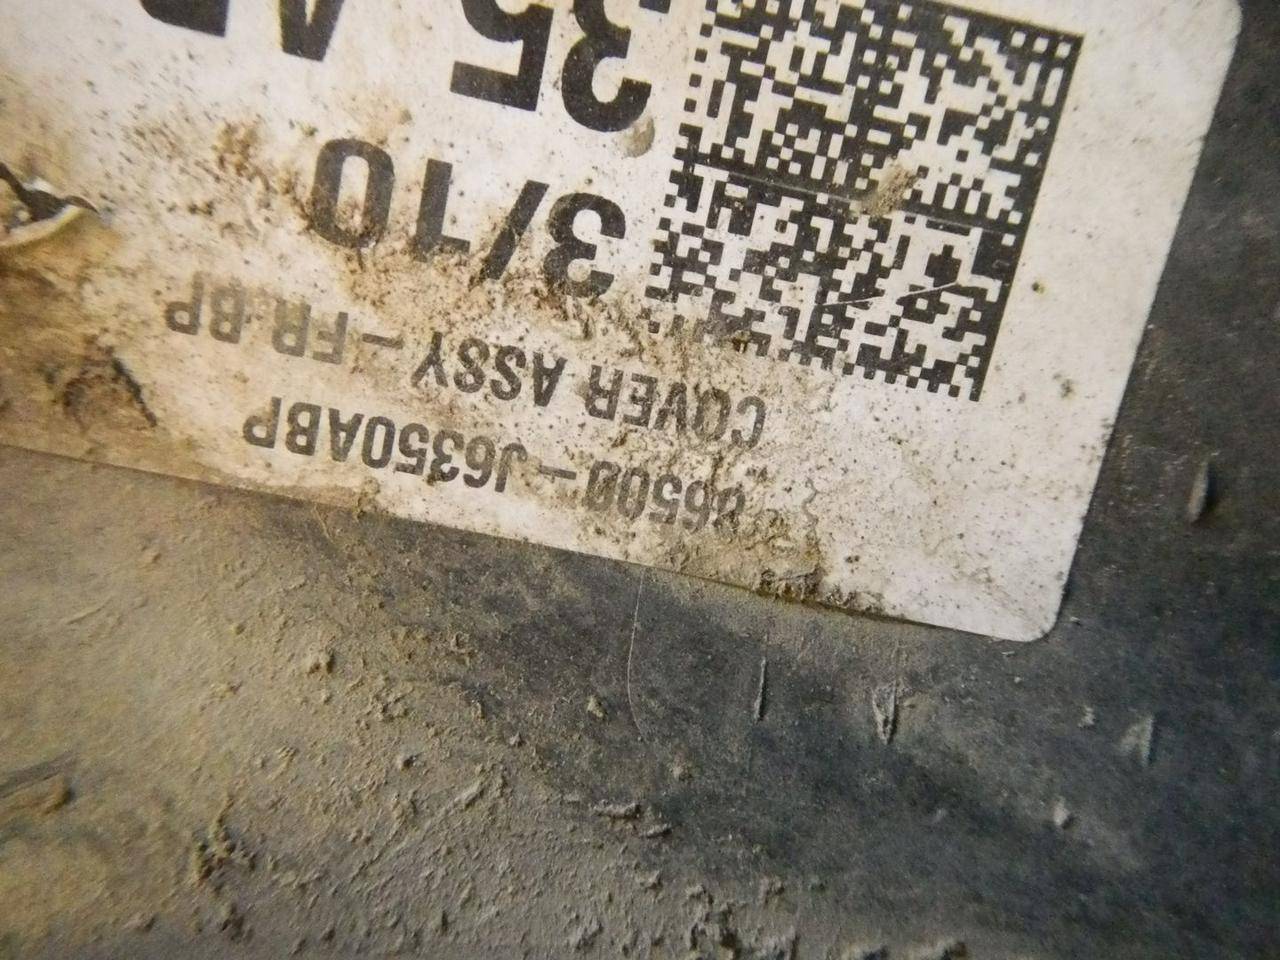 86500-J6350ABP
COVER ASSY-FR BP
3/10
35